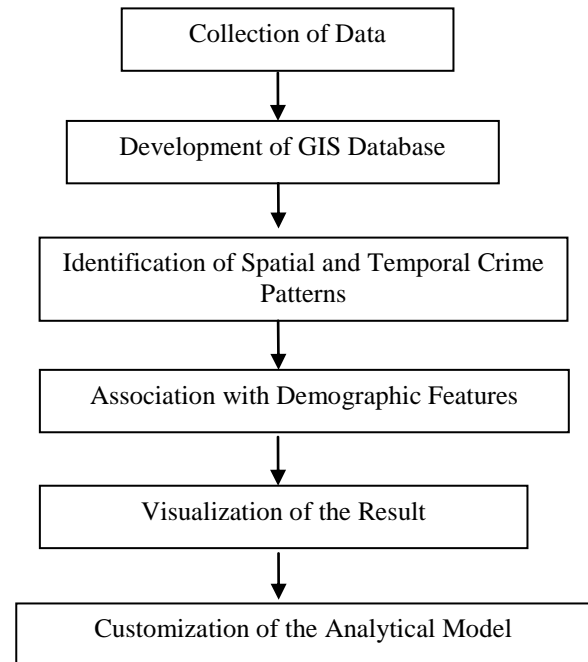 Collection of Data
Development of GIS Database
Identification of Spatial and Temporal Crime
Patterns
Association with Demographic Features
Visualization of the Result
Customization of the Analytical Model